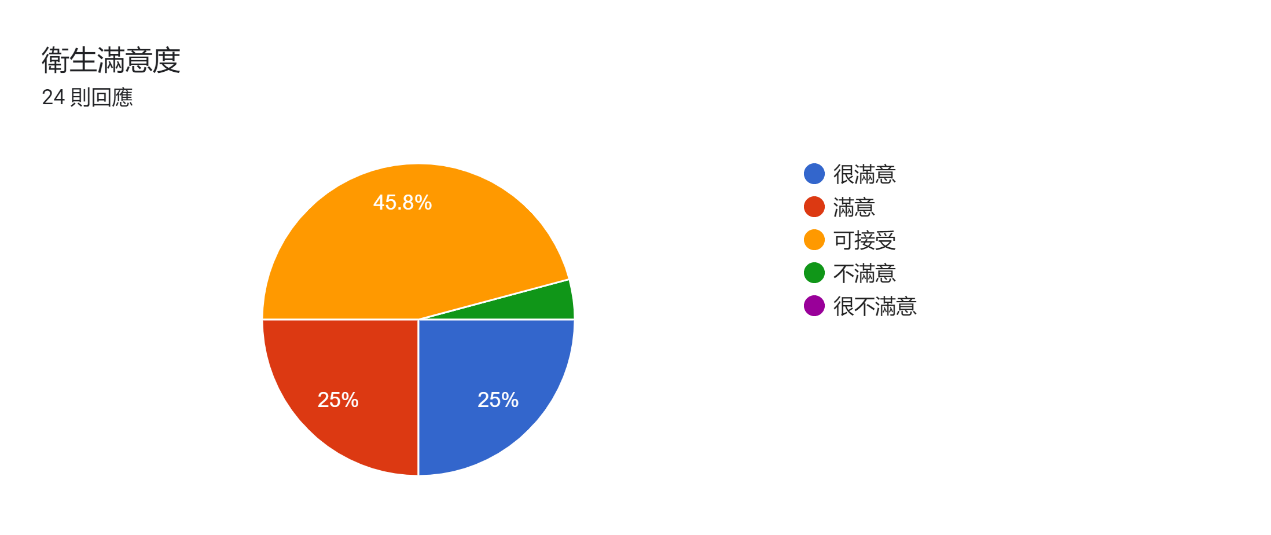 衛生滿意度
24 則回應
45.8%
25%
25%
很滿意
滿意
可接受
不滿意
很不滿意